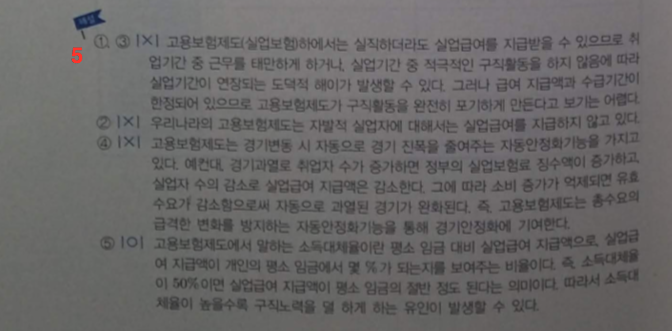 해설
5
①, ③ |X| 고용보험제도(실업보험)하에서는 실직하더라도 실업급여를 지급받을 수 있으므로 취
업기간 중 근무를 태만하게 하거나, 실업기간 중 적극적인 구직활동을 하지 않음에 따라
실업기간이 연장되는 도덕적 해이가 발생할 수 있다. 그러나 급여 지급액과 수급기간이
한정되어 있으므로 고용보험제도가 구직활동을 완전히 포기하게 만든다고 보기는 어렵다.
② |X| 우리나라의 고용보험제도는 자발적 실업자에 대해서는 실업급여를 지급하지 않고 있다.
④ |X| 고용보험제도는 경기변동 시 자동으로 경기 진폭을 줄여주는 자동안정화기능을 가지고
있다. 예컨대, 경기과열로 취업자 수가 증가하면 정부의 실업보험료 징수액이 증가하고,
실업자 수의 감소로 실업급여 지급액은 감소한다. 그에 따라 소비 증가가 억제되면 유효
수요가 감소함으로써 자동으로 과열된 경기가 완화된다. 즉, 고용보험제도는 총수요의
급격한 변화를 방지하는 자동안정화기능을 통해 경기안정화에 기여한다.
⑤ |O| 고용보험제도에서 말하는 소득대체율이란 평소 임금 대비 실업급여 지급액으로, 실업급
여 지급액이 개인의 평소 임금에서 몇 %가 되는지를 보여주는 비율이다. 즉, 소득대체율
이 50%이면 실업급여 지급액이 평소 임금의 절반 정도 된다는 의미이다. 따라서 소득대
체율이 높을수록 구직노력을 덜 하게 하는 유인이 발생할 수 있다.